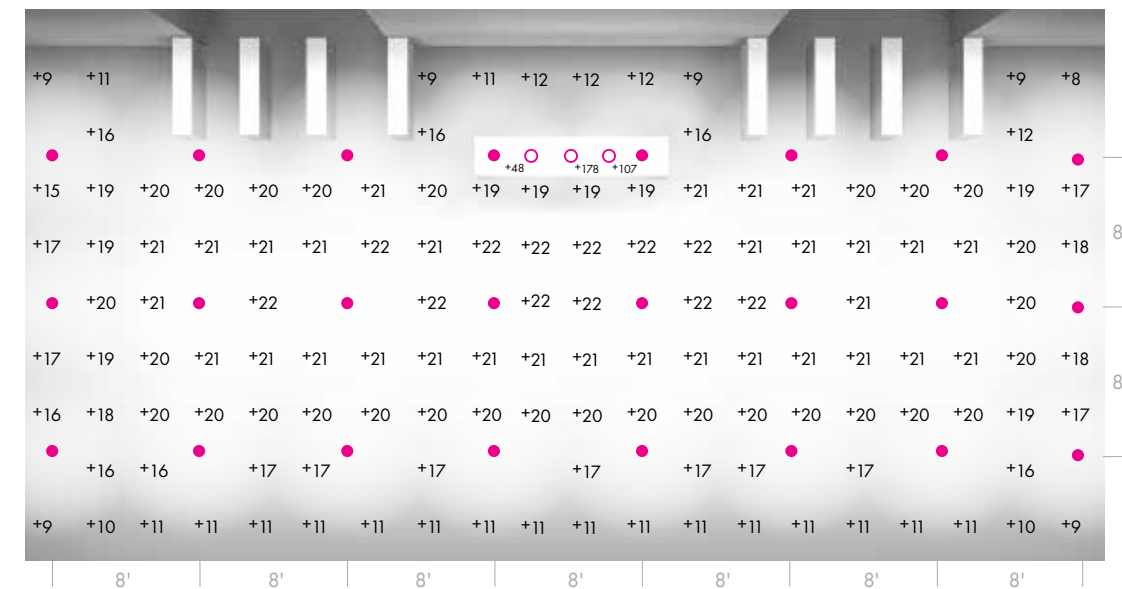 +9 +11 +9 +11 +12 +12 +12 +9 +9 +8
+16 +16 +16 +12
+48 +178 +107
+15 +19 +20 +20 +20 +20 +21 +20 +19 +19 +19 +19 +21 +21 +21 +20 +20 +20 +19 +17
8
+17 +19 +21 +21 +21 +21 +22 +21 +22 +22 +22 +22 +22 +21 +21 +21 +21 +21 +20 +18
+20 +21 +22 +22 +22 +22 +22 +22 +21 +20
+17 +19 +20 +21 +21 +21 +21 +21 +21 +21 +21 +21 +21 +21 +21 +21 +21 +21 +20 +18
8
+16 +18 +20 +20 +20 +20 +20 +20 +20 +20 +20 +20 +20 +20 +20 +20 +20 +20 +19 +17
+16 +16 +17 +17 +17 +17 +17 +17 +17 +16
+9 +10 +11 +11 +11 +11 +11 +11 +11 +11 +11 +11 +11 +11 +11 +11 +11 +11 +10 +9
8' 8' 8' 8' 8' 8' 8'